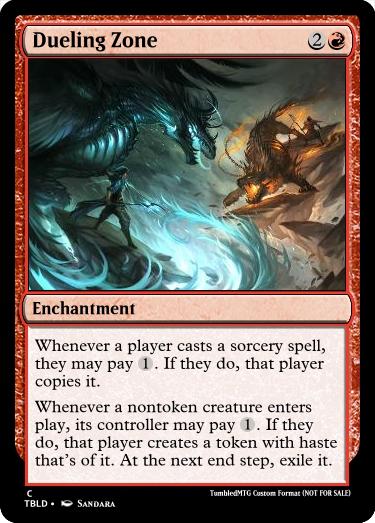 Dueling Zone 2
Enchantment
Whenever a player casts a sorcery spell,
they may pay 1. If they do, that player
copies it.
Whenever a nontoken creature enters
play, its controller may pay 1. If they
do, that player creates a token with haste
that's of it. At the next end step, exile it.
C
TBLD • Sandara
TumbledMTG Custom Format (NOT FOR SALE)